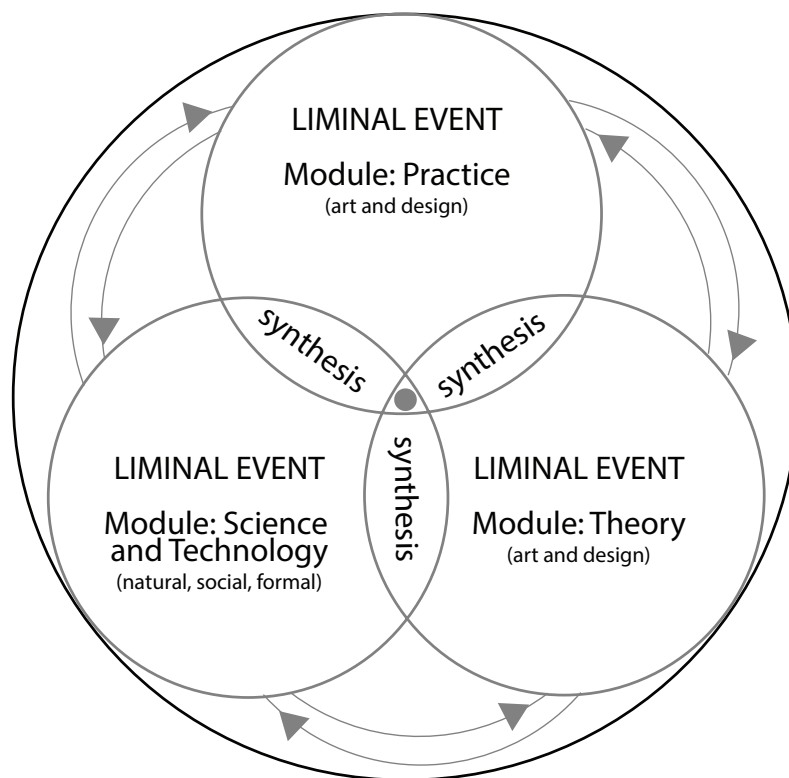 LIMINAL EVENT
Module: Practice
(art and design)
synthesis
synthesis
LIMINAL EVENT
Module: Science
and Technology
(natural, social, formal)
synthesis
LIMINAL EVENT
Module: Theory
(art and design)